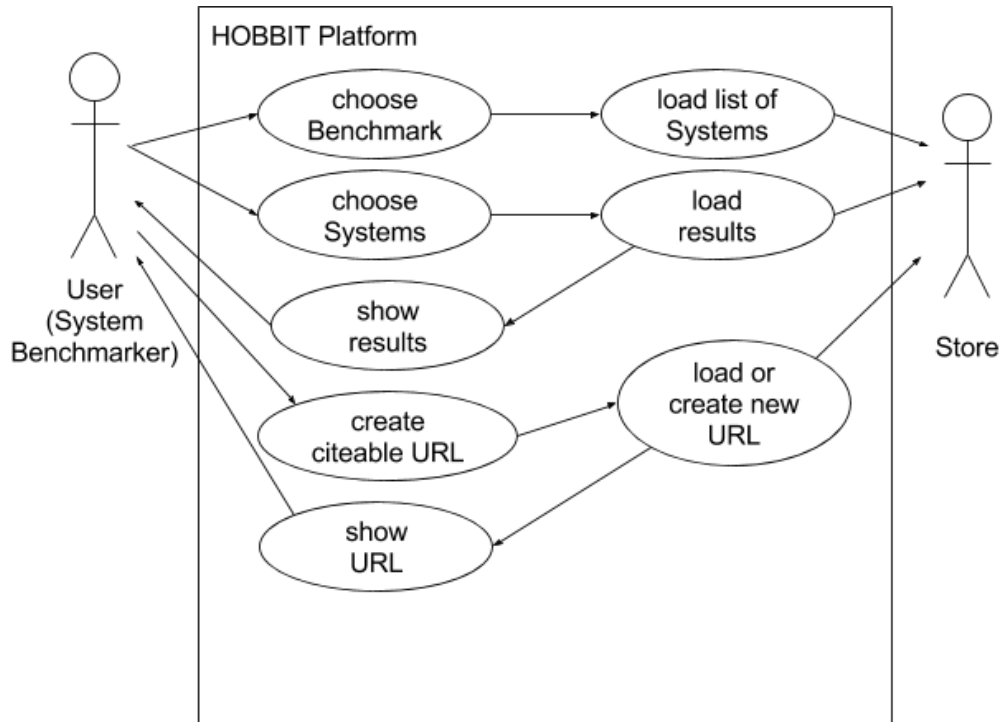 HOBBIT Platform
choose
Benchmark
load list of
Systems
choose
Systems
load
results
User
(System
Benchmarker)
show
results
Store
load or
create new
URL
create
citeable URL
show
URL